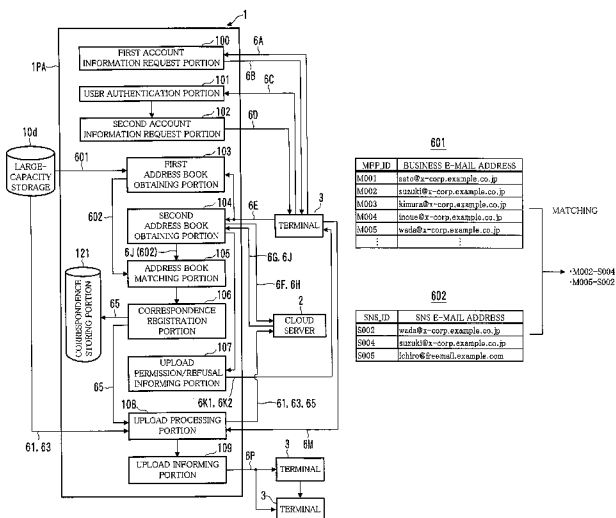 1
1PA
100
FIRST ACCOUNT
INFORMATION REQUEST PORTION
6A
6B
101
USER AUTHENTICATION PORTION
6C
102
SECOND ACCOUNT
INFORMATION REQUEST PORTION
6D
10d
LARGE-
CAPACITY
STORAGE
601
103
FIRST
ADDRESS BOOK
OBTAINING PORTION
602
104
SECOND
ADDRESS BOOK
OBTAINING PORTION
6E
3
TERMINAL
6J (602)
6G, 6J
6F, 6H
105
ADDRESS BOOK
MATCHING PORTION
121
CORRESPONDENCE
STORING PORTION
65
106
CORRESPONDENCE
REGISTRATION
PORTION
2
CLOUD
SERVER
107
UPLOAD
PERMISSION/REFUSAL
INFORMING PORTION
65
6K1, 6K2
61, 63, 65
108
UPLOAD PROCESSING
PORTION
61, 63
6M
109
UPLOAD INFORMING
PORTION
6P
3
TERMINAL
3
TERMINAL
601
MFP_ID BUSINESS E-MAIL ADDRESS
M001 sato@x-corp.example.co.jp
M002 suzuki@x-corp.example.co.jp
M003 kimura@x-corp.example.co.jp
M004 inoue@x-corp.example.co.jp
M005 wada@x-corp.example.co.jp
⋮ ⋮
MATCHING
・M002-S004
・M005-S002
602
SNS_ID SNS E-MAIL ADDRESS
S002 wada@x-corp.example.co.jp
S004 suzuki@x-corp.example.co.jp
S005 ichiro@freemail.example.com